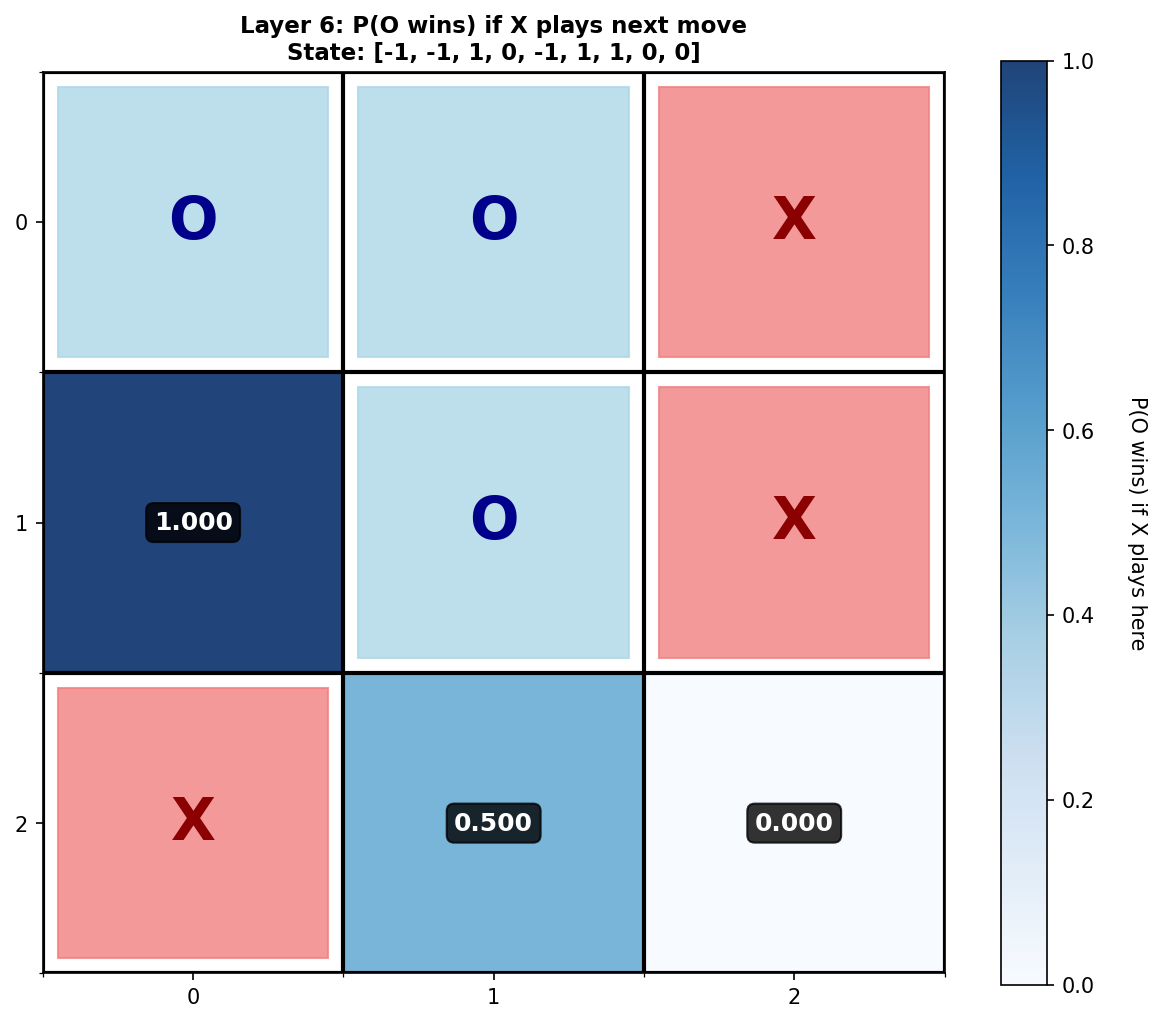 Layer 6: P(O wins) if X plays next move
State: [-1, -1, 1, 0, -1, 1, 1, 0, 0]
0
O
O
X
1
1.000
O
X
2
X
0.500
0.000
0
1
2
1.0
0.8
0.6
0.4
0.2
0.0
P(O wins) if X plays here